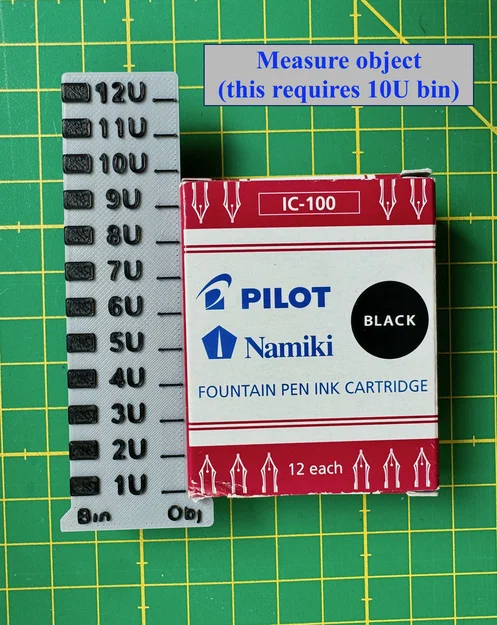 Measure object
(this requires 10U bin)
12U
11U
10U
9U
8U
7U
6U
5U
4U
3U
2U
1U
Bin Obj
IC-100
PILOT
Namiki
BLACK
FOUNTAIN PEN INK CARTRIDGE
12 each